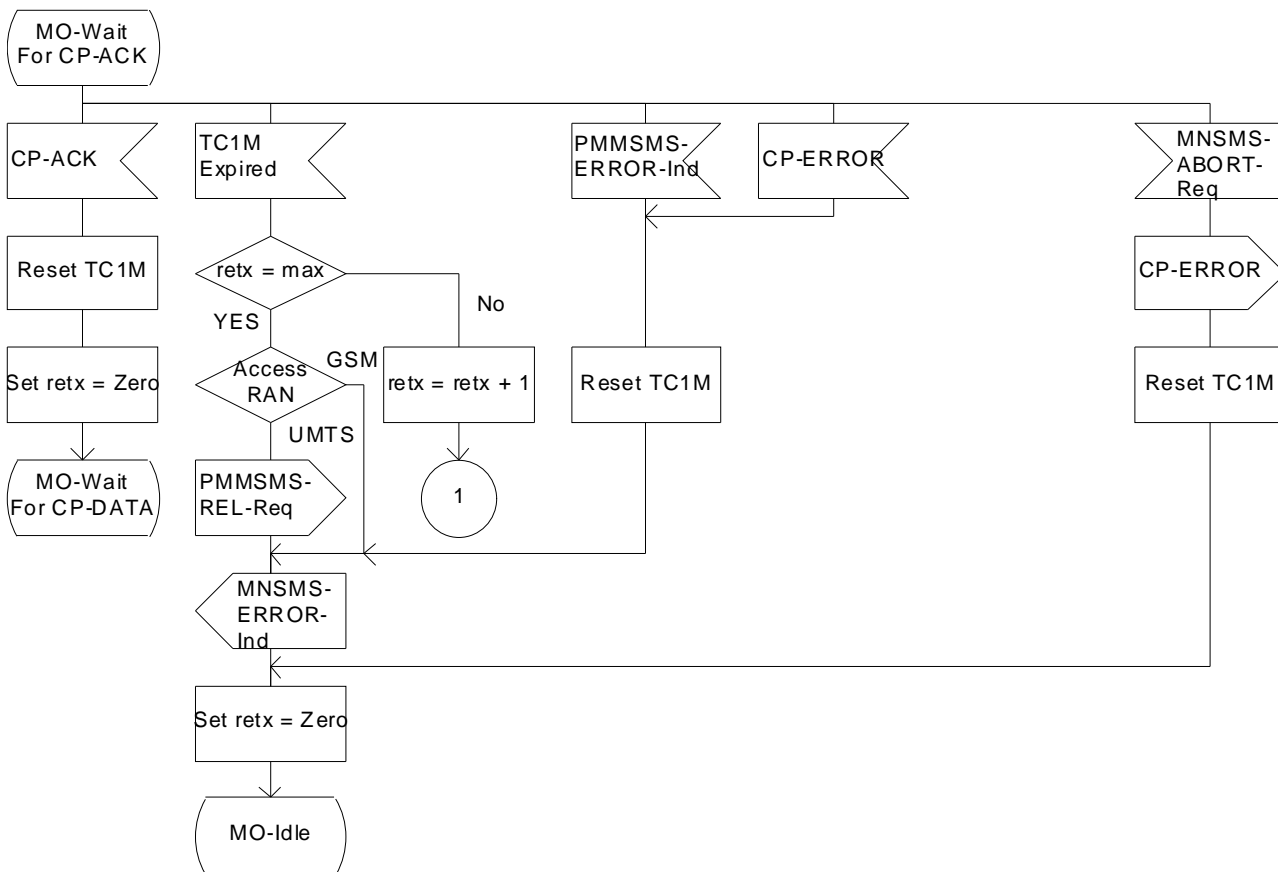 MO-Wait
For CP-ACK
CP-ACK
TC1M
Expired
PMMSMS-
ERROR-Ind
CP-ERROR
MNSMS-
ABORT-
Req
Reset TC1M
retx = max
CP-ERROR
No
YES
Set retx = Zero
Access
RAN
GSM
retx = retx + 1
Reset TC1M
Reset TC1M
UMTS
MO-Wait
For CP-DATA
PMMSMS-
REL-Req
1
MNSMS-
ERROR-
Ind
Set retx = Zero
MO-Idle